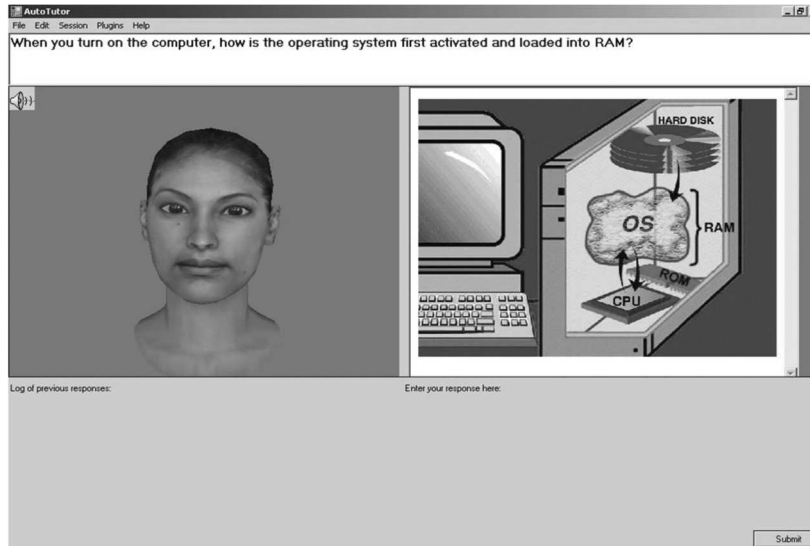 AutoTutor
File Edit Session Plugins Help
When you turn on the computer, how is the operating system first activated and loaded into RAM?
HARD DISK
OS
RAM
ROM
CPU
Log of previous responses:
Enter your response here:
Submit